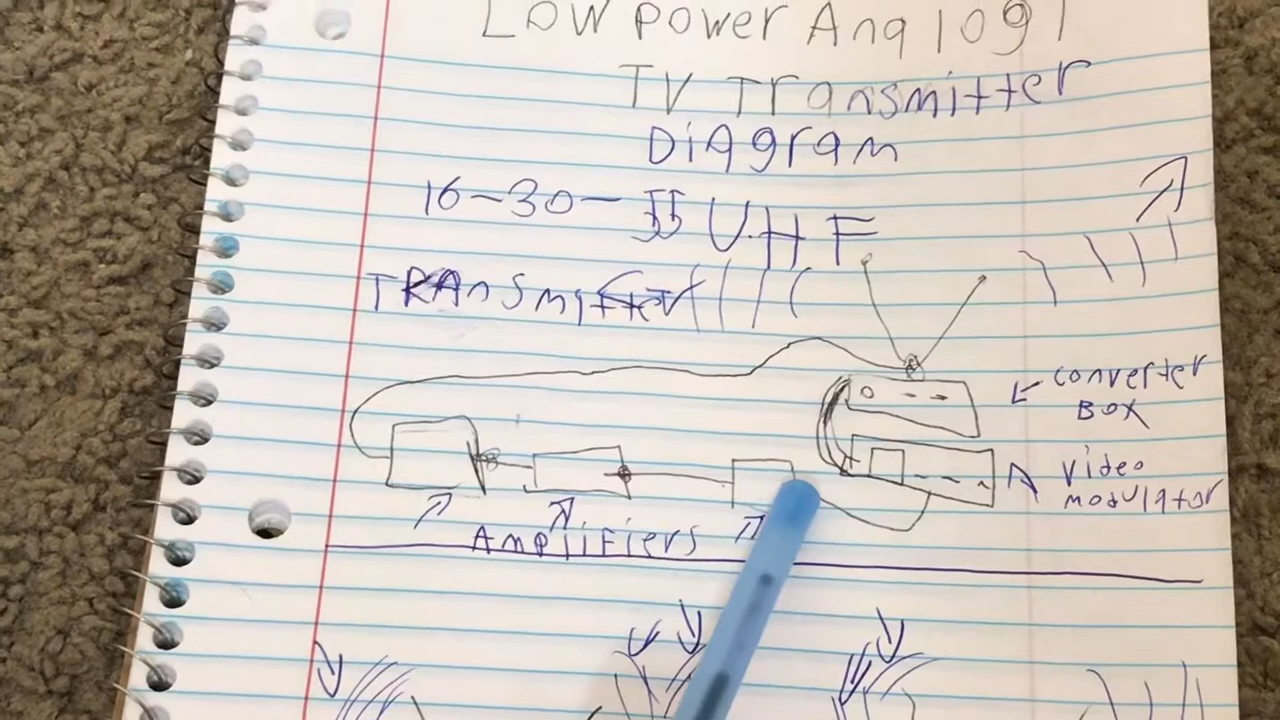 Low power Analog
TV Transmitter
DiAgram
16-30- UHF
TRAnsmitter
converter
BOX
video
modulator
Amplifiers